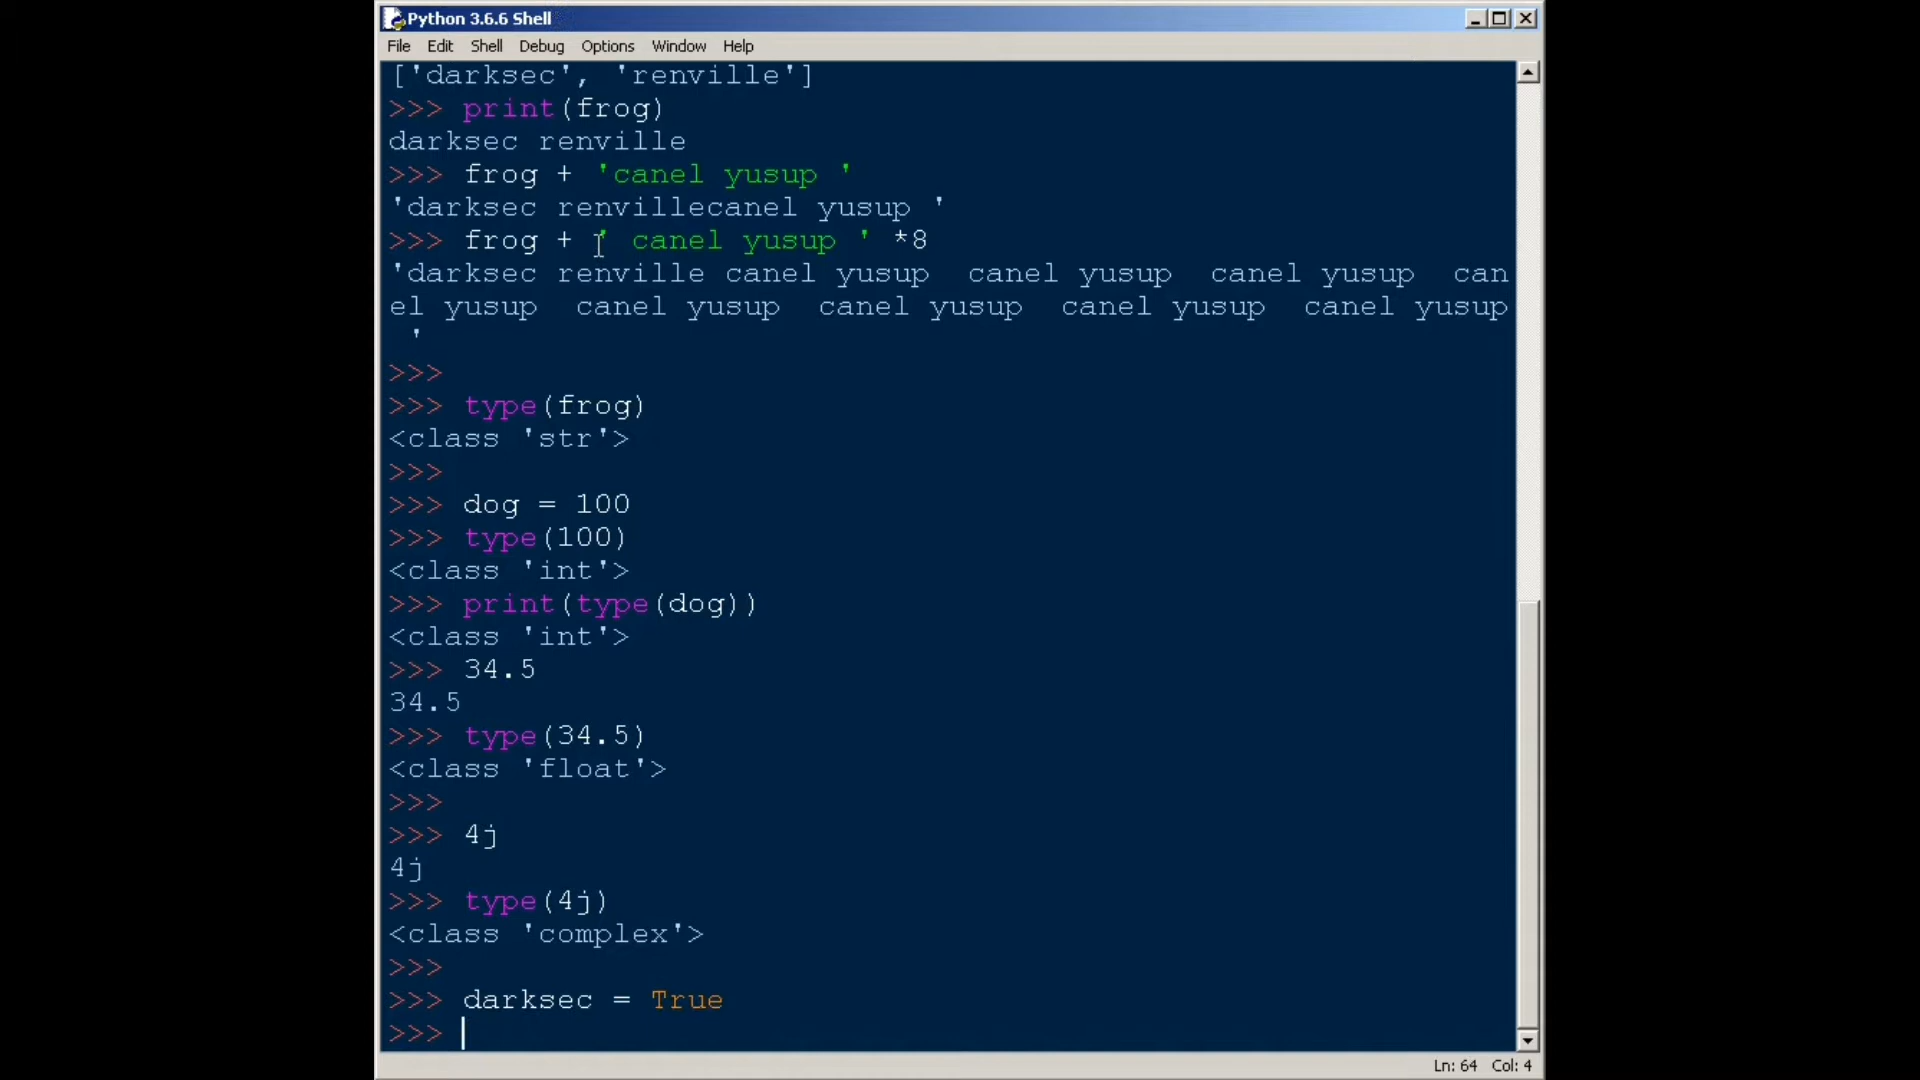 Python 3.6.6 Shell
File Edit Shell Debug Options Window Help
['darksec', 'renville']
>>> print(frog)
darksec renville
>>> frog + 'canel yusup '
'darksec renvillecanel yusup '
>>> frog + ' canel yusup ' *8
'darksec renville canel yusup  canel yusup  canel yusup  can
el yusup  canel yusup  canel yusup  canel yusup  canel yusup
 '
>>>
>>> type(frog)
<class 'str'>
>>>
>>> dog = 100
>>> type(100)
<class 'int'>
>>> print(type(dog))
<class 'int'>
>>> 34.5
34.5
>>> type(34.5)
<class 'float'>
>>>
>>> 4j
4j
>>> type(4j)
<class 'complex'>
>>>
>>> darksec = True
>>>
Ln: 64 Col: 4